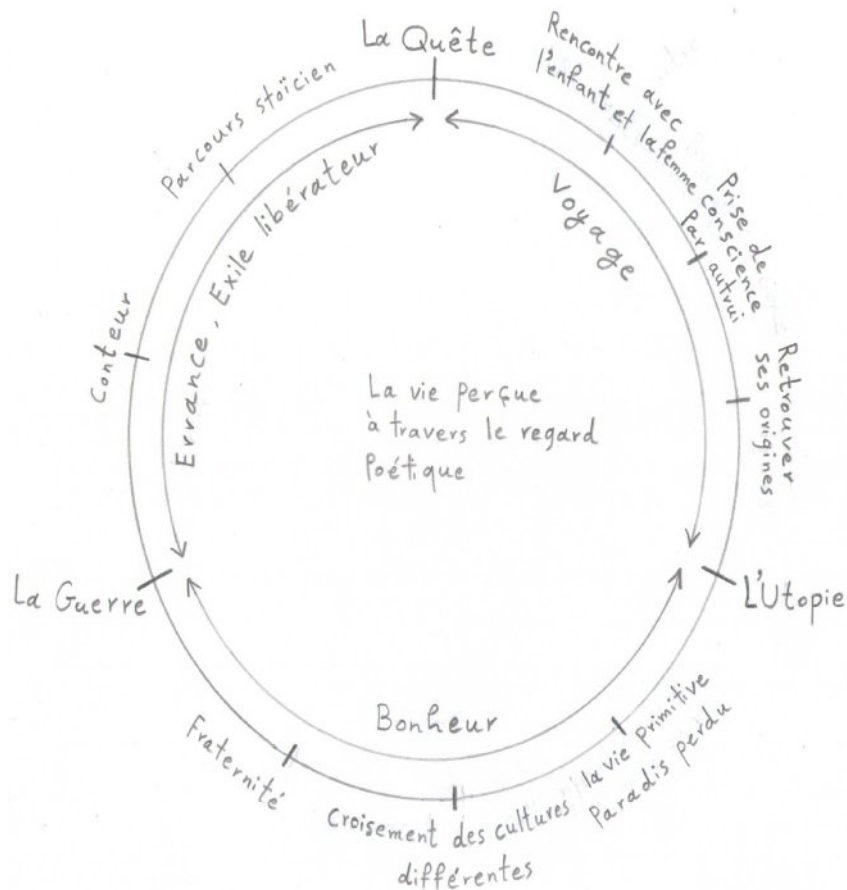 La Quête
Rencontre avec
l'enfant et la femme
Prise de
conscience
Par autrui
Retrouver
ses origines
L'Utopie
la vie primitive
Paradis perdu
Croisement des cultures
différentes
Fraternité
La Guerre
Conteur
Parcours stoïcien
Errance, Exile libérateur
Voyage
Bonheur
La vie perçue
à travers le regard
Poétique